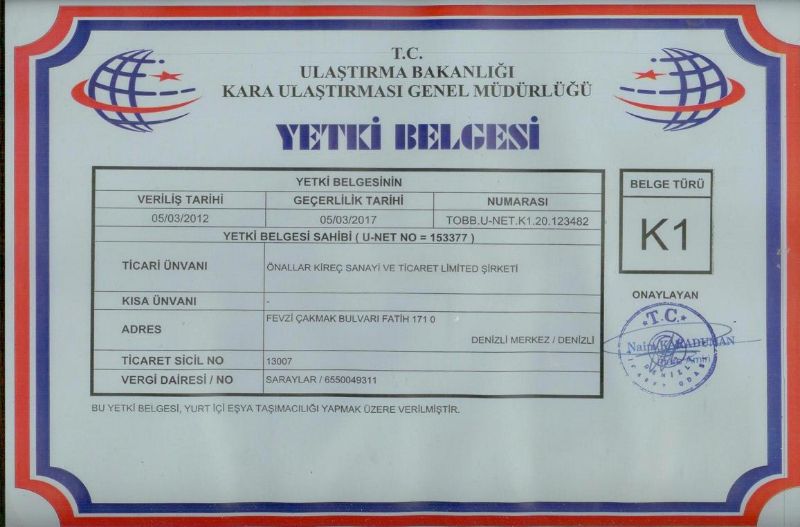 T.C.
ULAŞTIRMA BAKANLIĞI
KARA ULAŞTIRMASI GENEL MÜDÜRLÜĞÜ
YETKİ BELGESİ
YETKİ BELGESİNİN
VERİLİŞ TARİHİ GEÇERLİLİK TARİHİ NUMARASI
05/03/2012 05/03/2017 TOBB.U-NET.K1.20.123482
YETKİ BELGESİ SAHİBİ ( U-NET NO = 153377 )
TİCARİ ÜNVANI ÖNALLAR KİREÇ SANAYİ VE TİCARET LİMİTED ŞİRKETİ
KISA ÜNVANI -
ADRES FEVZİ ÇAKMAK BULVARI FATİH 171 0
DENİZLİ MERKEZ / DENİZLİ
TİCARET SİCİL NO 13007
VERGİ DAİRESİ / NO SARAYLAR / 6550049311
BU YETKİ BELGESİ, YURT İÇİ EŞYA TAŞIMACILIĞI YAPMAK ÜZERE VERİLMİŞTİR.
BELGE TÜRÜ
K1
ONAYLAYAN
T.C.
Naim KARADUMAN